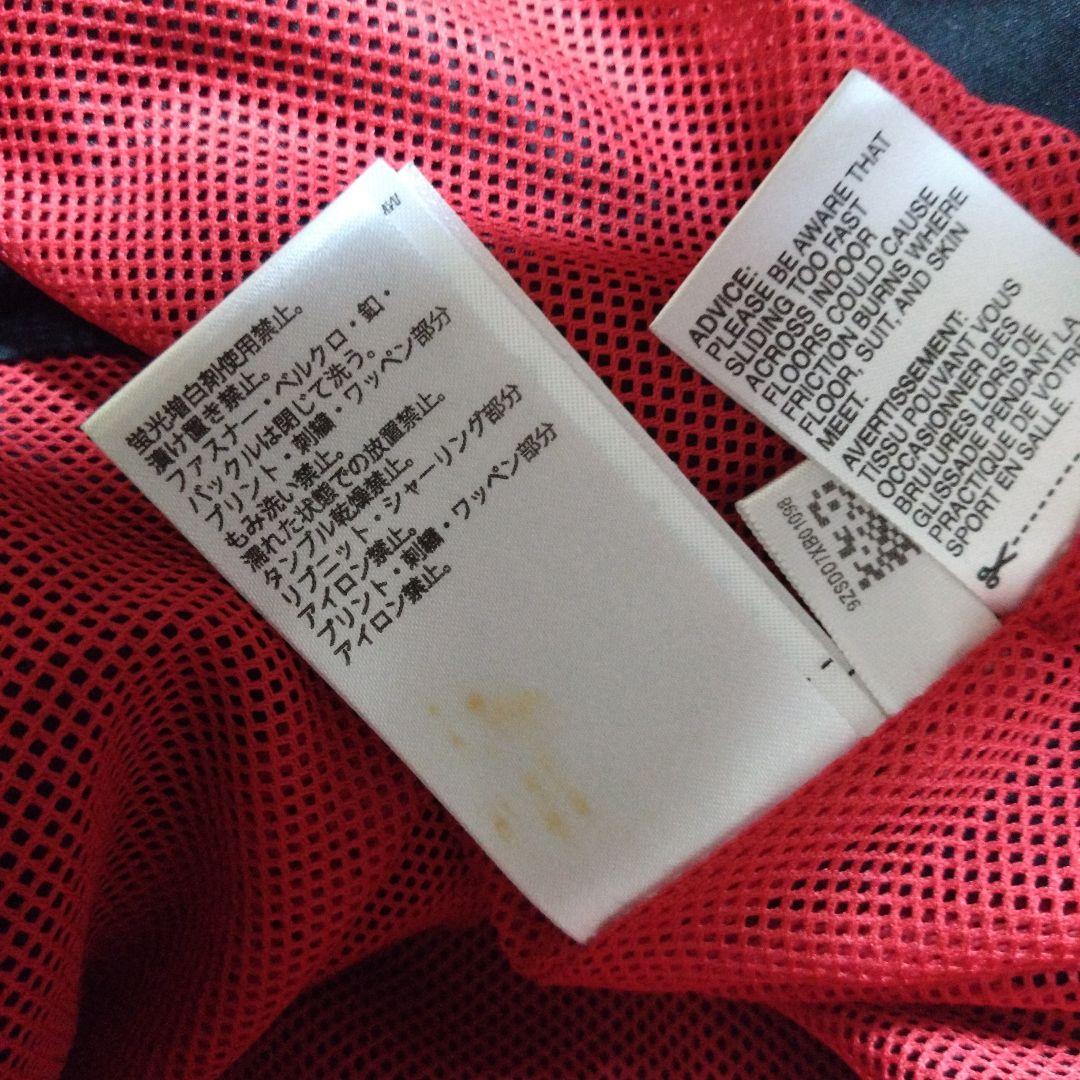 蛍光増白剤使用禁止。
漬け置き禁止。
ファスナー・ベルクロ・釦・
バックルは閉じて洗う。
プリント・刺繍・ワッペン部分
もみ洗い禁止。
濡れた状態での放置禁止。
タンブル乾燥禁止。
リブニット・シャーリング部分
アイロン禁止。
プリント・刺繍・ワッペン部分
アイロン禁止。
ADVICE:
PLEASE BE AWARE THAT
SLIDING TOO FAST
ACROSS INDOOR
FLOORS COULD CAUSE
FRICTION BURNS WHERE
FLOOR, SUIT, AND SKIN
MEET.
AVERTISSEMENT:
TISSU POUVANT VOUS
OCCASIONNER DES
BRULURES LORS DE
GLISSADE PENDANT LA
PRACTIQUE DE VOTRE
SPORT EN SALLE
9ZSD07XB01098